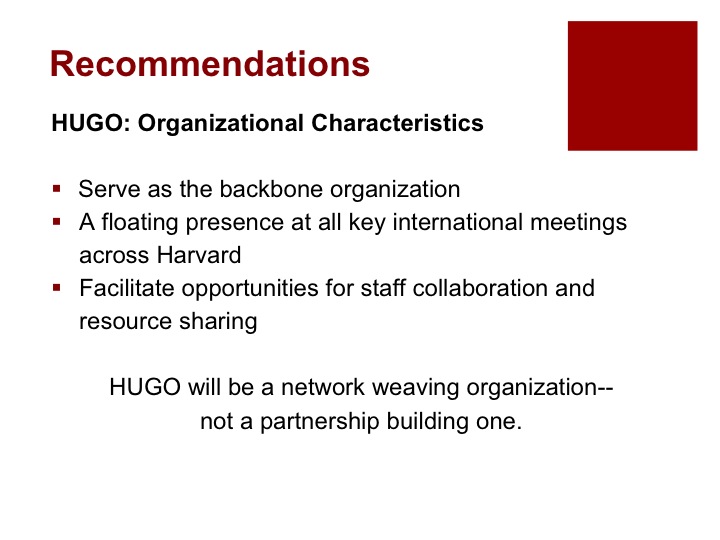 Recommendations
HUGO: Organizational Characteristics
▪ Serve as the backbone organization
▪ A floating presence at all key international meetings
across Harvard
▪ Facilitate opportunities for staff collaboration and
resource sharing
HUGO will be a network weaving organization--
not a partnership building one.